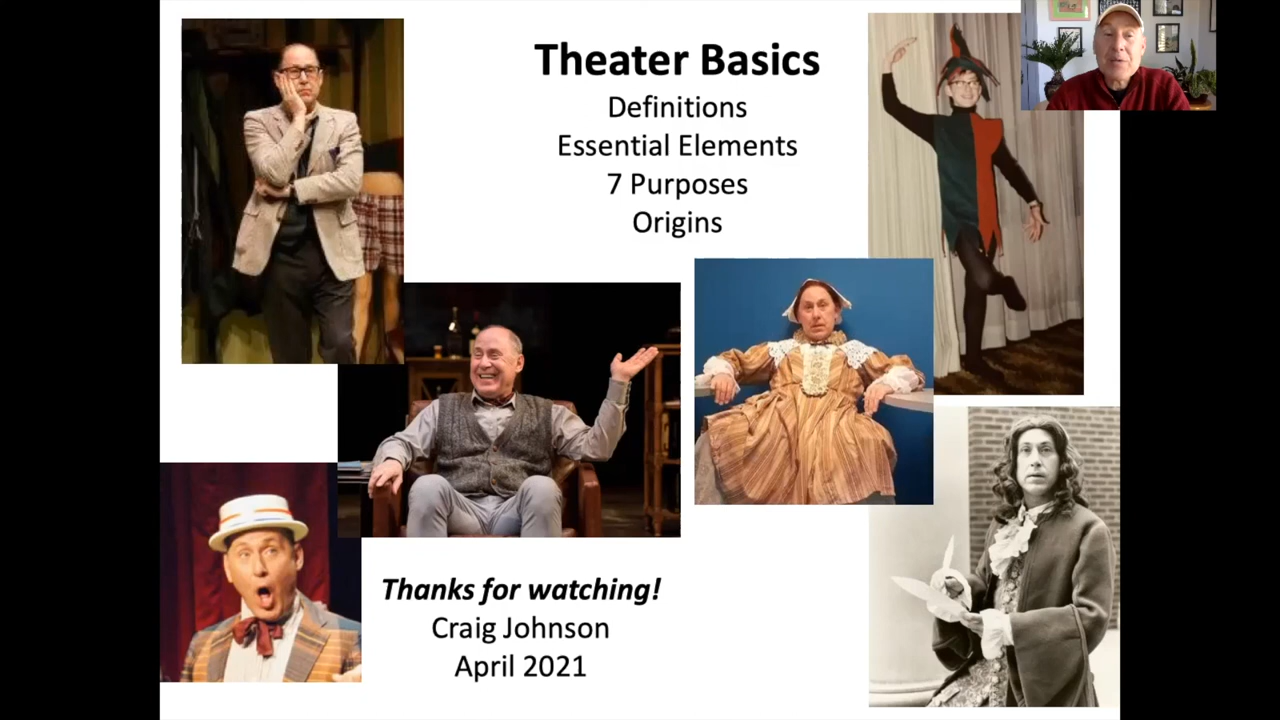 Theater Basics
Definitions
Essential Elements
7 Purposes
Origins
Thanks for watching!
Craig Johnson
April 2021